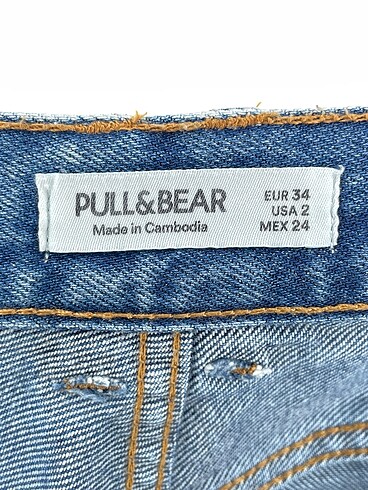 PULL&BEAR
Made in Cambodia
EUR 34
USA 2
MEX 24